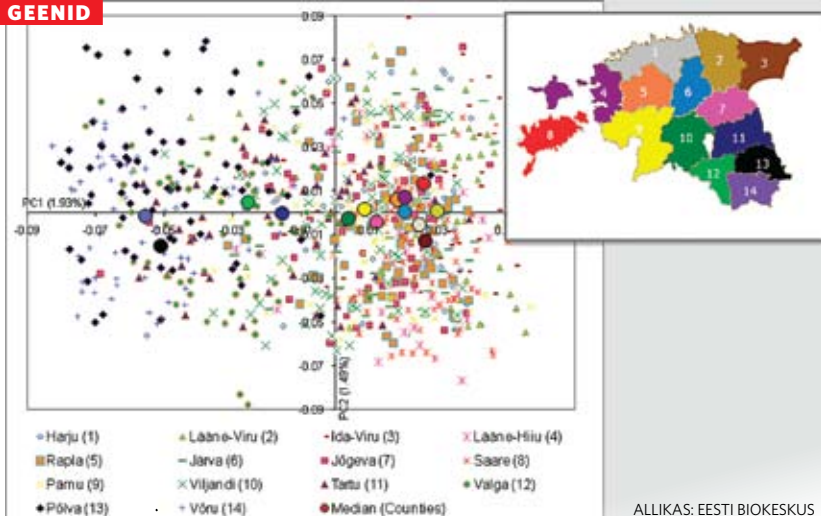 GEENID
0.09
0.07
0.05
0.03
0.01
PC1 (1.93%)
-0.09
-0.07
-0.05
-0.03
0.01
0.03
-0.01
-0.03
-0.05
-0.07
-0.09
PC2 (1.49%)
1
2
3
4
5
6
7
8
9
10
11
12
13
14
Harju (1)
Lääne-Viru (2)
Ida-Viru (3)
Lääne-Hiiu (4)
Rapla (5)
Järva (6)
Jõgeva (7)
Saare (8)
Pärnu (9)
Viljandi (10)
Tartu (11)
Valga (12)
Põlva (13)
Võru (14)
Median (Counties)
ALLIKAS: EESTI BIOKESKUS